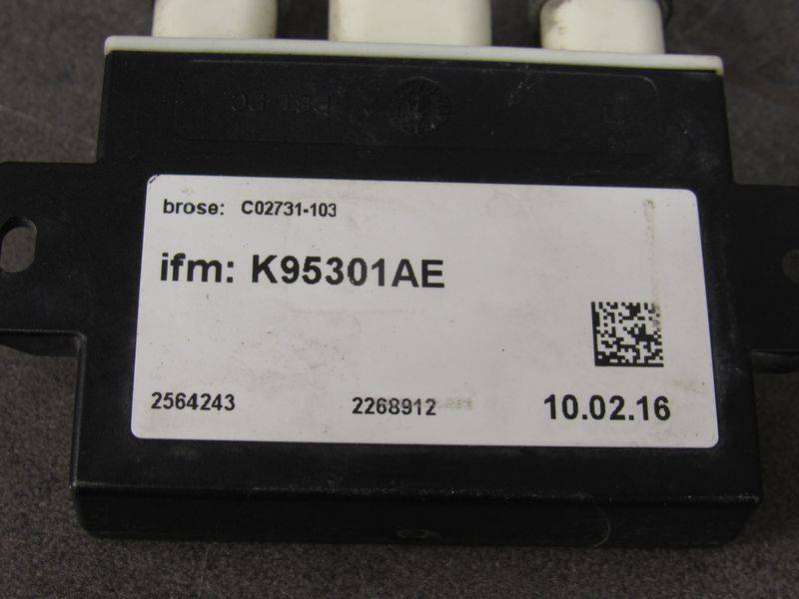 brose: C02731-103
ifm: K95301AE
2564243 2268912 10.02.16